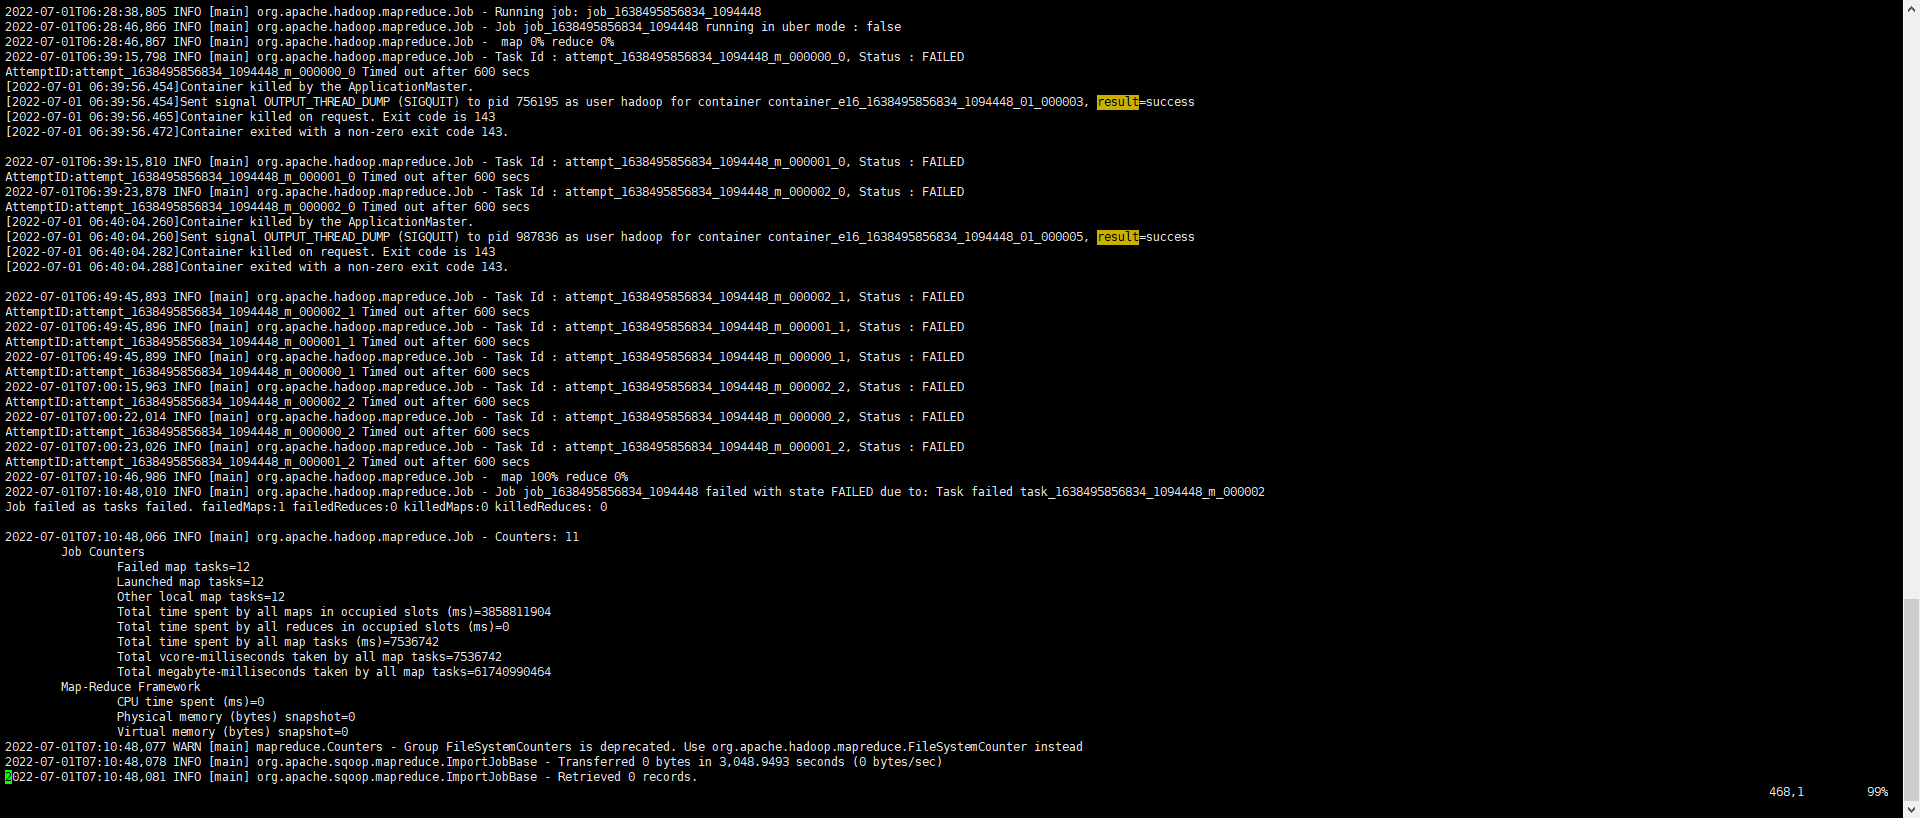 2022-07-01T06:28:38,805 INFO [main] org.apache.hadoop.mapreduce.Job - Running job: job_1638495856834_1094448
2022-07-01T06:28:46,866 INFO [main] org.apache.hadoop.mapreduce.Job - Job job_1638495856834_1094448 running in uber mode : false
2022-07-01T06:28:46,867 INFO [main] org.apache.hadoop.mapreduce.Job -  map 0% reduce 0%
2022-07-01T06:39:15,798 INFO [main] org.apache.hadoop.mapreduce.Job - Task Id : attempt_1638495856834_1094448_m_000000_0, Status : FAILED
AttemptID:attempt_1638495856834_1094448_m_000000_0 Timed out after 600 secs
[2022-07-01 06:39:56.454]Container killed by the ApplicationMaster.
[2022-07-01 06:39:56.454]Sent signal OUTPUT_THREAD_DUMP (SIGQUIT) to pid 756195 as user hadoop for container container_e16_1638495856834_1094448_01_000003, result=success
[2022-07-01 06:39:56.465]Container killed on request. Exit code is 143
[2022-07-01 06:39:56.472]Container exited with a non-zero exit code 143.
2022-07-01T06:39:15,810 INFO [main] org.apache.hadoop.mapreduce.Job - Task Id : attempt_1638495856834_1094448_m_000001_0, Status : FAILED
AttemptID:attempt_1638495856834_1094448_m_000001_0 Timed out after 600 secs
2022-07-01T06:39:23,878 INFO [main] org.apache.hadoop.mapreduce.Job - Task Id : attempt_1638495856834_1094448_m_000002_0, Status : FAILED
AttemptID:attempt_1638495856834_1094448_m_000002_0 Timed out after 600 secs
[2022-07-01 06:40:04.260]Container killed by the ApplicationMaster.
[2022-07-01 06:40:04.260]Sent signal OUTPUT_THREAD_DUMP (SIGQUIT) to pid 987836 as user hadoop for container container_e16_1638495856834_1094448_01_000005, result=success
[2022-07-01 06:40:04.282]Container killed on request. Exit code is 143
[2022-07-01 06:40:04.288]Container exited with a non-zero exit code 143.
2022-07-01T06:49:45,893 INFO [main] org.apache.hadoop.mapreduce.Job - Task Id : attempt_1638495856834_1094448_m_000002_1, Status : FAILED
AttemptID:attempt_1638495856834_1094448_m_000002_1 Timed out after 600 secs
2022-07-01T06:49:45,896 INFO [main] org.apache.hadoop.mapreduce.Job - Task Id : attempt_1638495856834_1094448_m_000001_1, Status : FAILED
AttemptID:attempt_1638495856834_1094448_m_000001_1 Timed out after 600 secs
2022-07-01T06:49:45,899 INFO [main] org.apache.hadoop.mapreduce.Job - Task Id : attempt_1638495856834_1094448_m_000000_1, Status : FAILED
AttemptID:attempt_1638495856834_1094448_m_000000_1 Timed out after 600 secs
2022-07-01T07:00:15,963 INFO [main] org.apache.hadoop.mapreduce.Job - Task Id : attempt_1638495856834_1094448_m_000002_2, Status : FAILED
AttemptID:attempt_1638495856834_1094448_m_000002_2 Timed out after 600 secs
2022-07-01T07:00:22,014 INFO [main] org.apache.hadoop.mapreduce.Job - Task Id : attempt_1638495856834_1094448_m_000000_2, Status : FAILED
AttemptID:attempt_1638495856834_1094448_m_000000_2 Timed out after 600 secs
2022-07-01T07:00:23,026 INFO [main] org.apache.hadoop.mapreduce.Job - Task Id : attempt_1638495856834_1094448_m_000001_2, Status : FAILED
AttemptID:attempt_1638495856834_1094448_m_000001_2 Timed out after 600 secs
2022-07-01T07:10:46,986 INFO [main] org.apache.hadoop.mapreduce.Job -  map 100% reduce 0%
2022-07-01T07:10:48,010 INFO [main] org.apache.hadoop.mapreduce.Job - Job job_1638495856834_1094448 failed with state FAILED due to: Task failed task_1638495856834_1094448_m_000002
Job failed as tasks failed. failedMaps:1 failedReduces:0 killedMaps:0 killedReduces: 0
2022-07-01T07:10:48,066 INFO [main] org.apache.hadoop.mapreduce.Job - Counters: 11
Job Counters
Failed map tasks=12
Launched map tasks=12
Other local map tasks=12
Total time spent by all maps in occupied slots (ms)=3858811904
Total time spent by all reduces in occupied slots (ms)=0
Total time spent by all map tasks (ms)=7536742
Total vcore-milliseconds taken by all map tasks=7536742
Total megabyte-milliseconds taken by all map tasks=61740990464
Map-Reduce Framework
CPU time spent (ms)=0
Physical memory (bytes) snapshot=0
Virtual memory (bytes) snapshot=0
2022-07-01T07:10:48,077 WARN [main] mapreduce.Counters - Group FileSystemCounters is deprecated. Use org.apache.hadoop.mapreduce.FileSystemCounter instead
2022-07-01T07:10:48,078 INFO [main] org.apache.sqoop.mapreduce.ImportJobBase - Transferred 0 bytes in 3,048.9493 seconds (0 bytes/sec)
2022-07-01T07:10:48,081 INFO [main] org.apache.sqoop.mapreduce.ImportJobBase - Retrieved 0 records.
468,1 99%